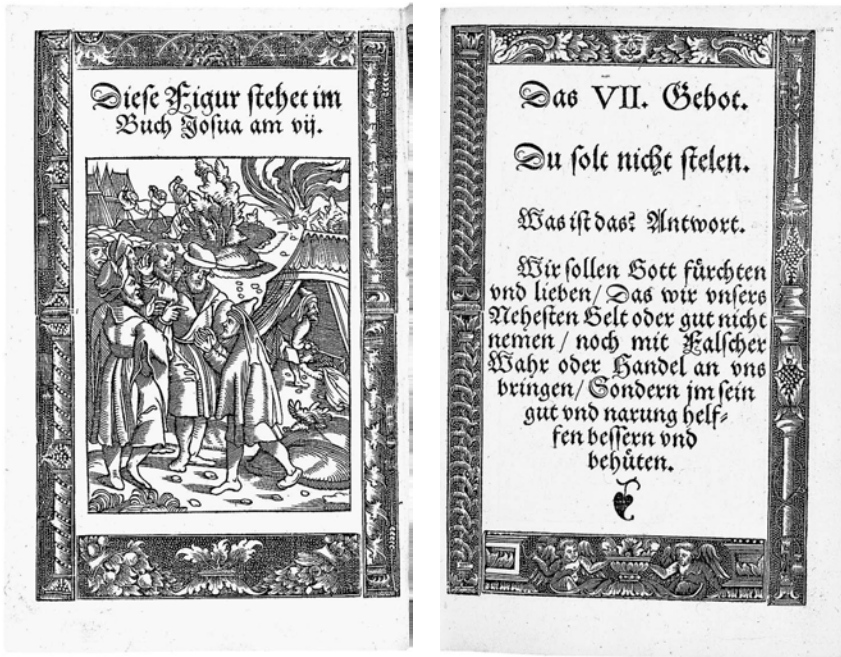 Diese Figur stehet im
Buch Josua am vij.
Das VII. Gebot.
Du solt nicht stelen.
Was ist das? Antwort.
Wir sollen Gott fürchten
vnd lieben/ Das wir vnsers
Nehesten Gelt oder gut nicht
nemen/ noch mit Falscher
Wahr oder Handel an vns
bringen/ Sondern jm sein
gut vnd narung helf-
fen bessern vnd
behüten.